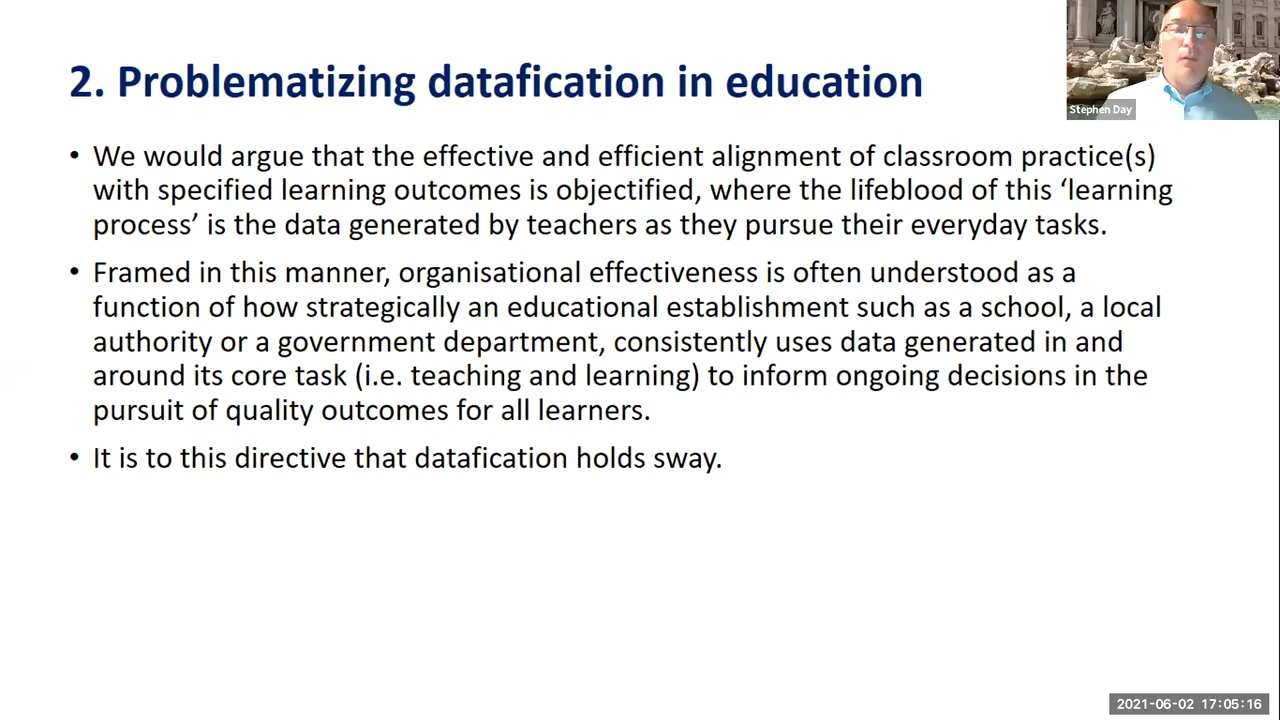 2. Problematizing datafication in education
Stephen Day
• We would argue that the effective and efficient alignment of classroom practice(s)
with specified learning outcomes is objectified, where the lifeblood of this ‘learning
process’ is the data generated by teachers as they pursue their everyday tasks.
• Framed in this manner, organisational effectiveness is often understood as a
function of how strategically an educational establishment such as a school, a local
authority or a government department, consistently uses data generated in and
around its core task (i.e. teaching and learning) to inform ongoing decisions in the
pursuit of quality outcomes for all learners.
• It is to this directive that datafication holds sway.
2021-06-02 17:05:16